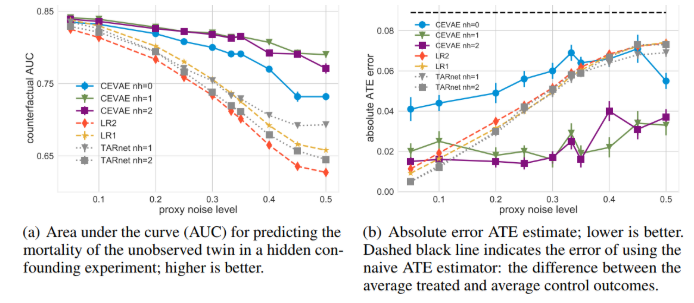 0.85
0.75
0.65
counterfactual AUC
CEVAE nh=0
CEVAE nh=1
CEVAE nh=2
LR2
LR1
TARnet nh=1
TARnet nh=2
0.1 0.2 0.3 0.4 0.5
proxy noise level
(a) Area under the curve (AUC) for predicting the
mortality of the unobserved twin in a hidden con-
founding experiment; higher is better.
0.08
0.06
0.04
0.02
0.00
absolute ATE error
CEVAE nh=0
CEVAE nh=1
CEVAE nh=2
LR2
LR1
TARnet nh=1
TARnet nh=2
0.1 0.2 0.3 0.4 0.5
proxy noise level
(b) Absolute error ATE estimate; lower is better.
Dashed black line indicates the error of using the
naive ATE estimator: the difference between the
average treated and average control outcomes.